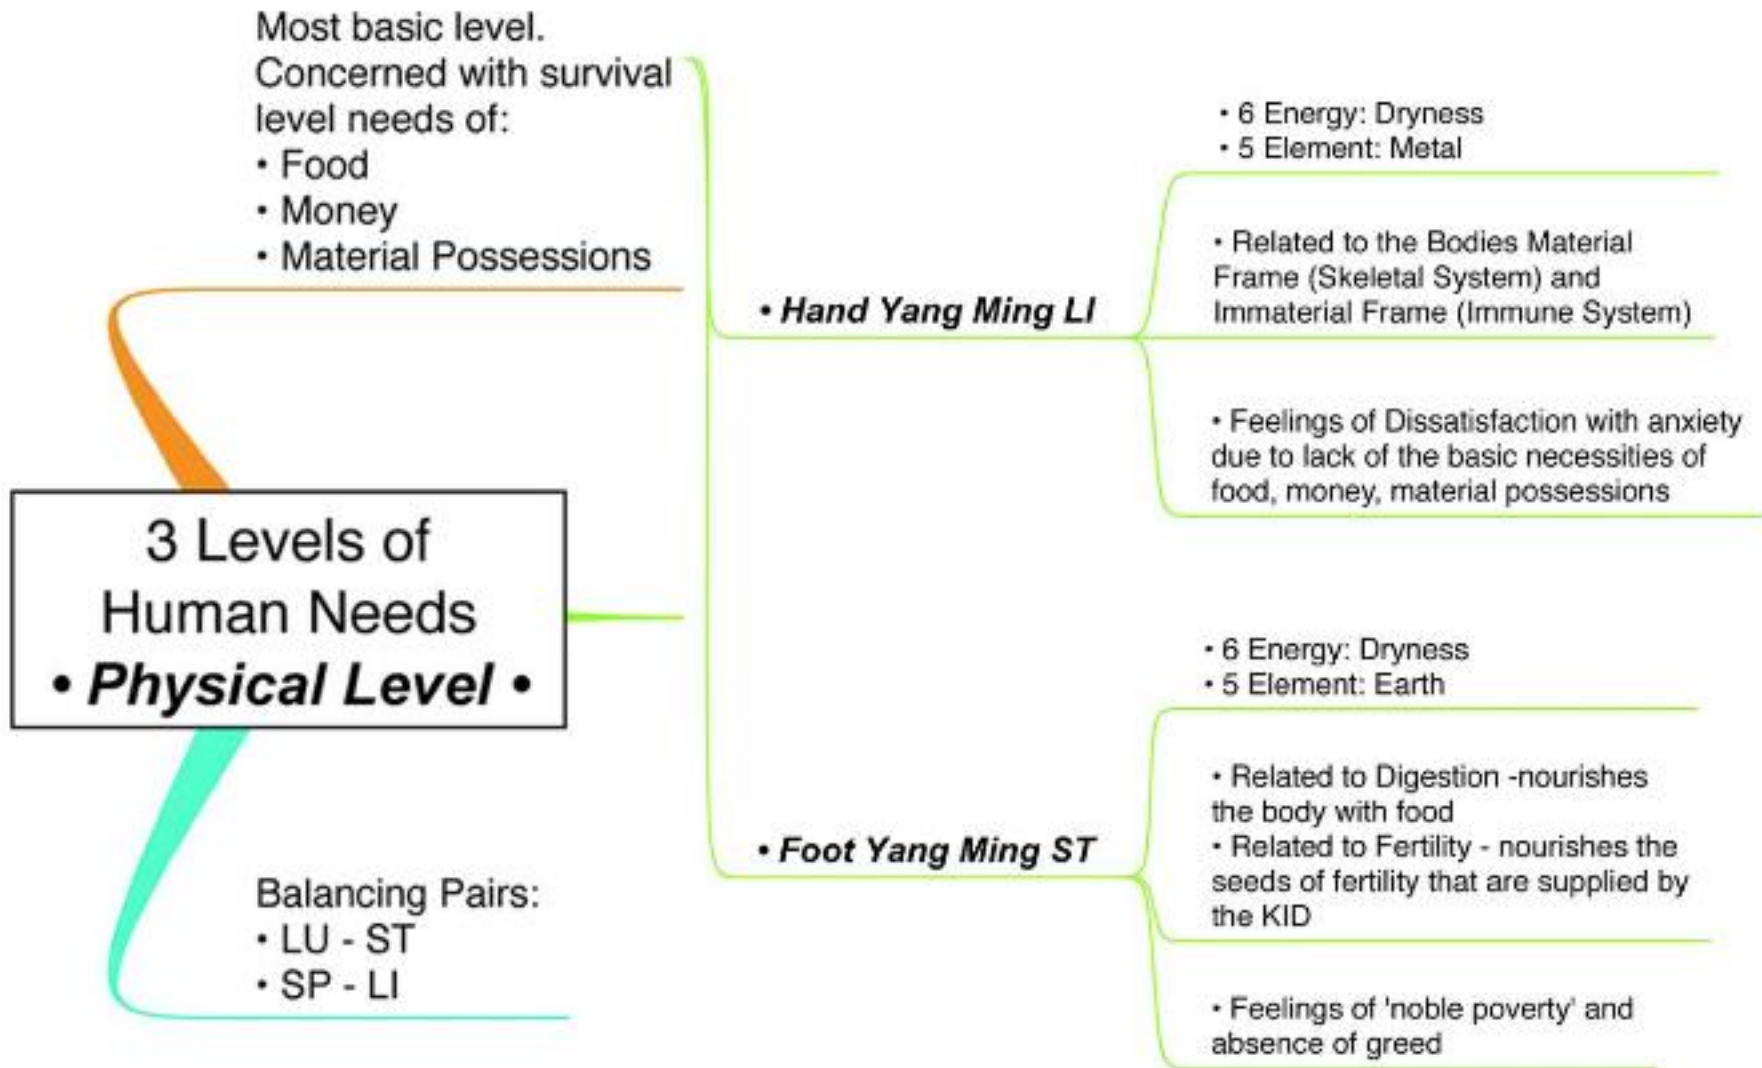 Most basic level.
Concerned with survival
level needs of:
• Food
• Money
• Material Possessions
3 Levels of
Human Needs
• Physical Level •
Balancing Pairs:
• LU - ST
• SP - LI
• Hand Yang Ming LI
• 6 Energy: Dryness
• 5 Element: Metal
• Related to the Bodies Material
Frame (Skeletal System) and
Immaterial Frame (Immune System)
• Feelings of Dissatisfaction with anxiety
due to lack of the basic necessities of
food, money, material possessions
• Foot Yang Ming ST
• 6 Energy: Dryness
• 5 Element: Earth
• Related to Digestion -nourishes
the body with food
• Related to Fertility - nourishes the
seeds of fertility that are supplied by
the KID
• Feelings of 'noble poverty' and
absence of greed